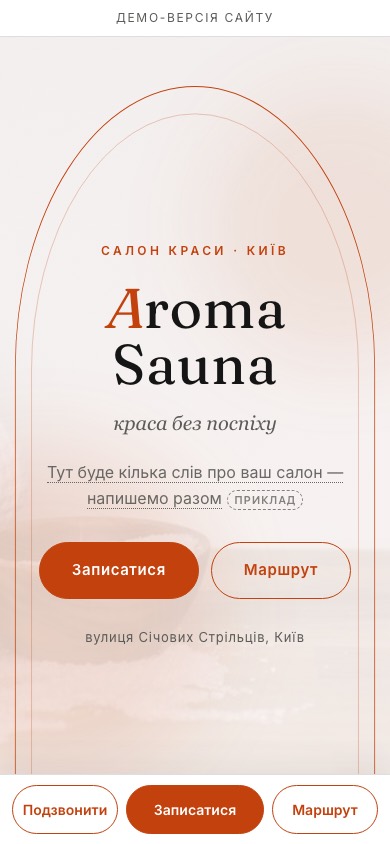 ДЕМО-ВЕРСІЯ САЙТУ
САЛОН КРАСИ · КИЇВ
Aroma
Sauna
краса без поспіху
Тут буде кілька слів про ваш салон —
напишемо разом ПРИКЛАД
Записатися Маршрут
вулиця Січових Стрільців, Київ
Подзвонити Записатися Маршрут